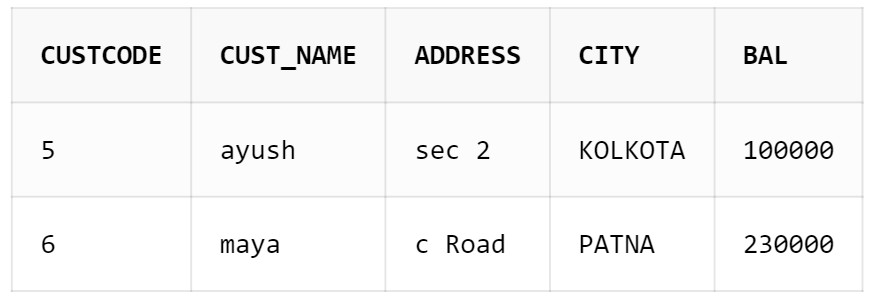 CUSTCODE CUST_NAME ADDRESS CITY BAL
5 ayush sec 2 KOLKOTA 100000
6 maya c Road PATNA 230000